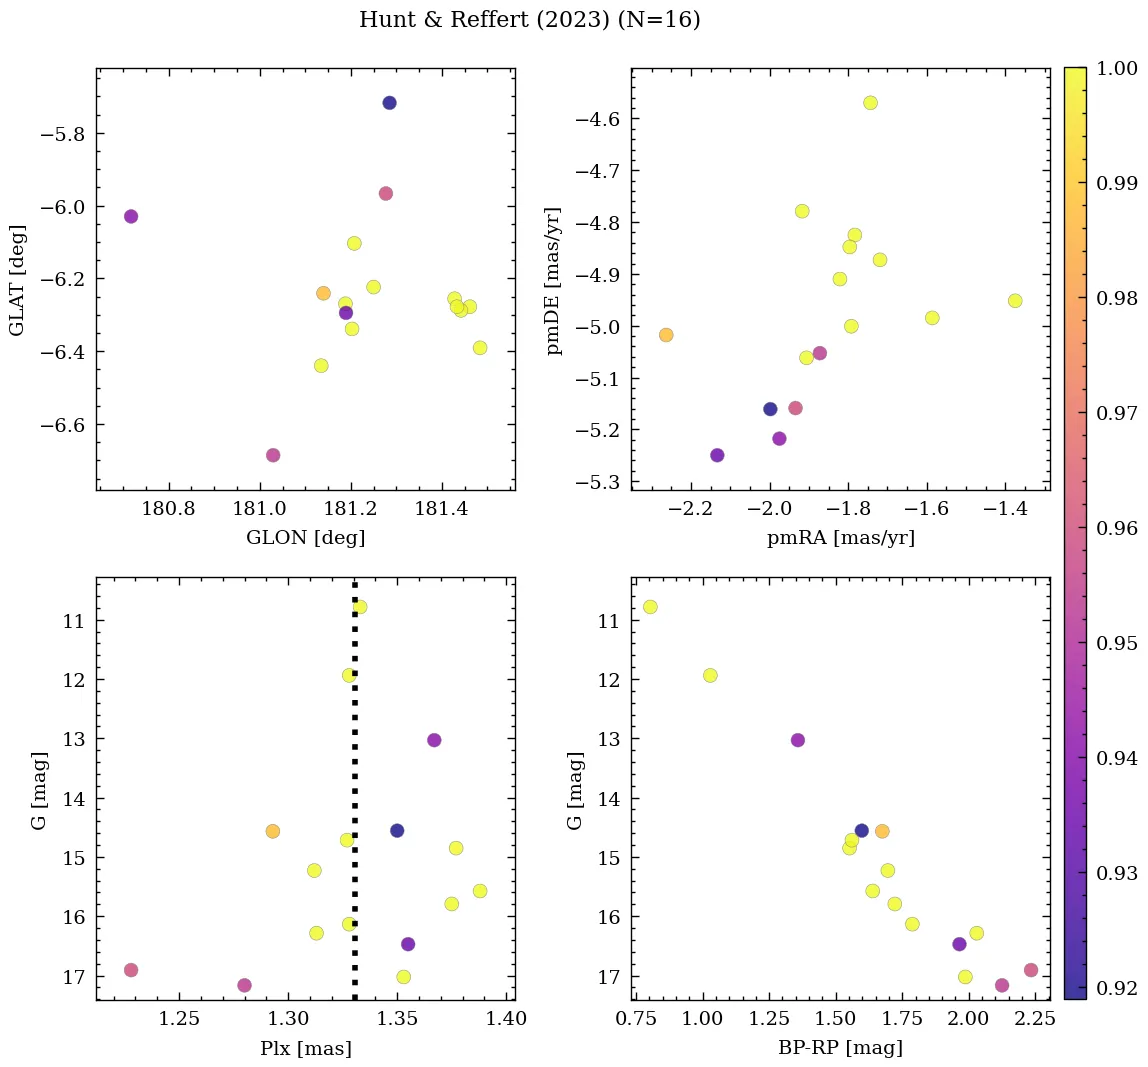 Hunt & Reffert (2023) (N=16)
−5.8
−6.0
−6.2
−6.4
−6.6
GLAT [deg]
180.8 181.0 181.2 181.4
GLON [deg]
−4.6
−4.7
−4.8
−4.9
−5.0
−5.1
−5.2
−5.3
pmDE [mas/yr]
−2.2 −2.0 −1.8 −1.6 −1.4
pmRA [mas/yr]
11
12
13
14
15
16
17
G [mag]
1.25 1.30 1.35 1.40
Plx [mas]
11
12
13
14
15
16
17
G [mag]
0.75 1.00 1.25 1.50 1.75 2.00 2.25
BP-RP [mag]
1.00
0.99
0.98
0.97
0.96
0.95
0.94
0.93
0.92